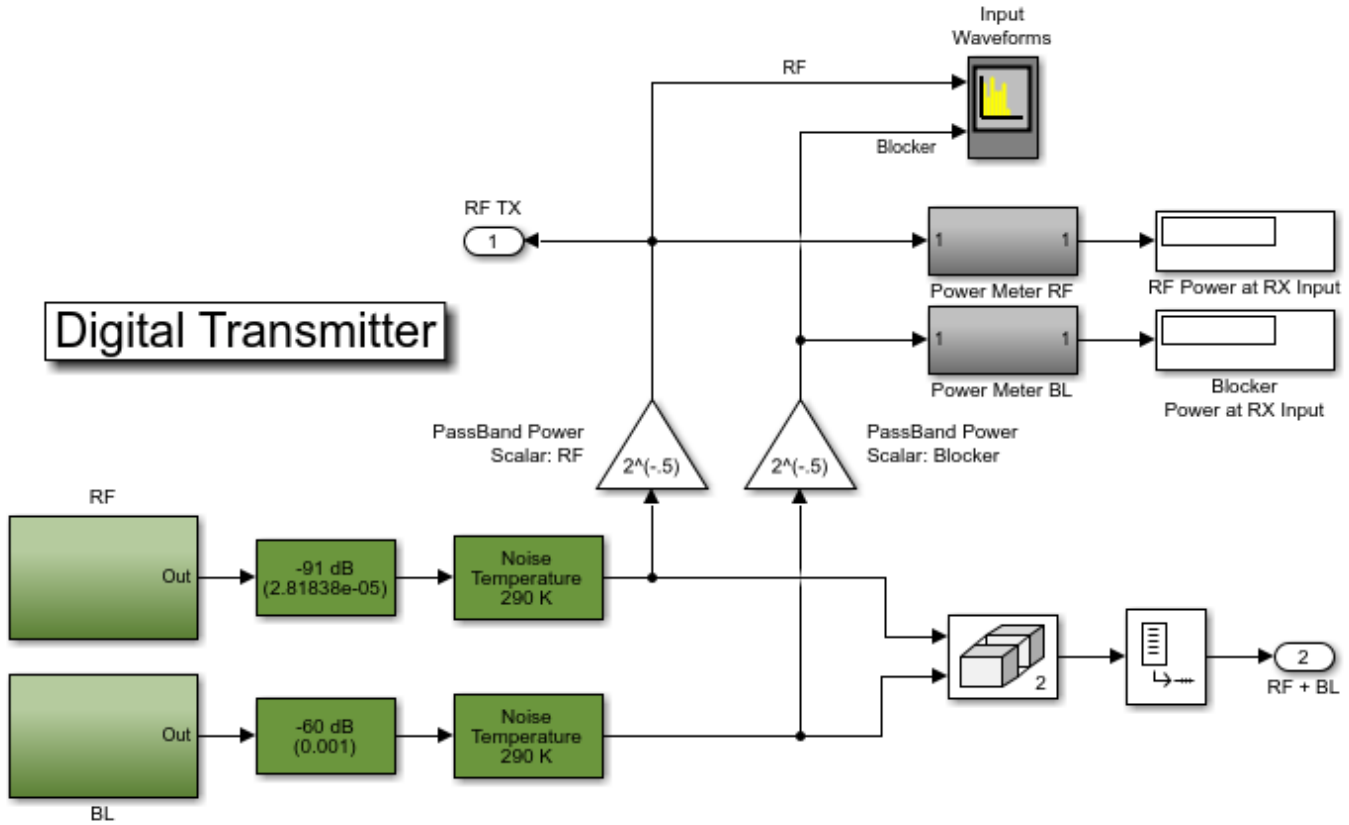 Input
Waveforms
RF
Blocker
RF TX
1
1
1
Power Meter RF
RF Power at RX Input
Digital Transmitter
1
1
Power Meter BL
Blocker
Power at RX Input
PassBand Power
Scalar: RF
2^(-.5)
2^(-.5)
PassBand Power
Scalar: Blocker
RF
Out
-91 dB
(2.81838e-05)
Noise
Temperature
290 K
2
2
RF + BL
Out
-60 dB
(0.001)
Noise
Temperature
290 K
BL